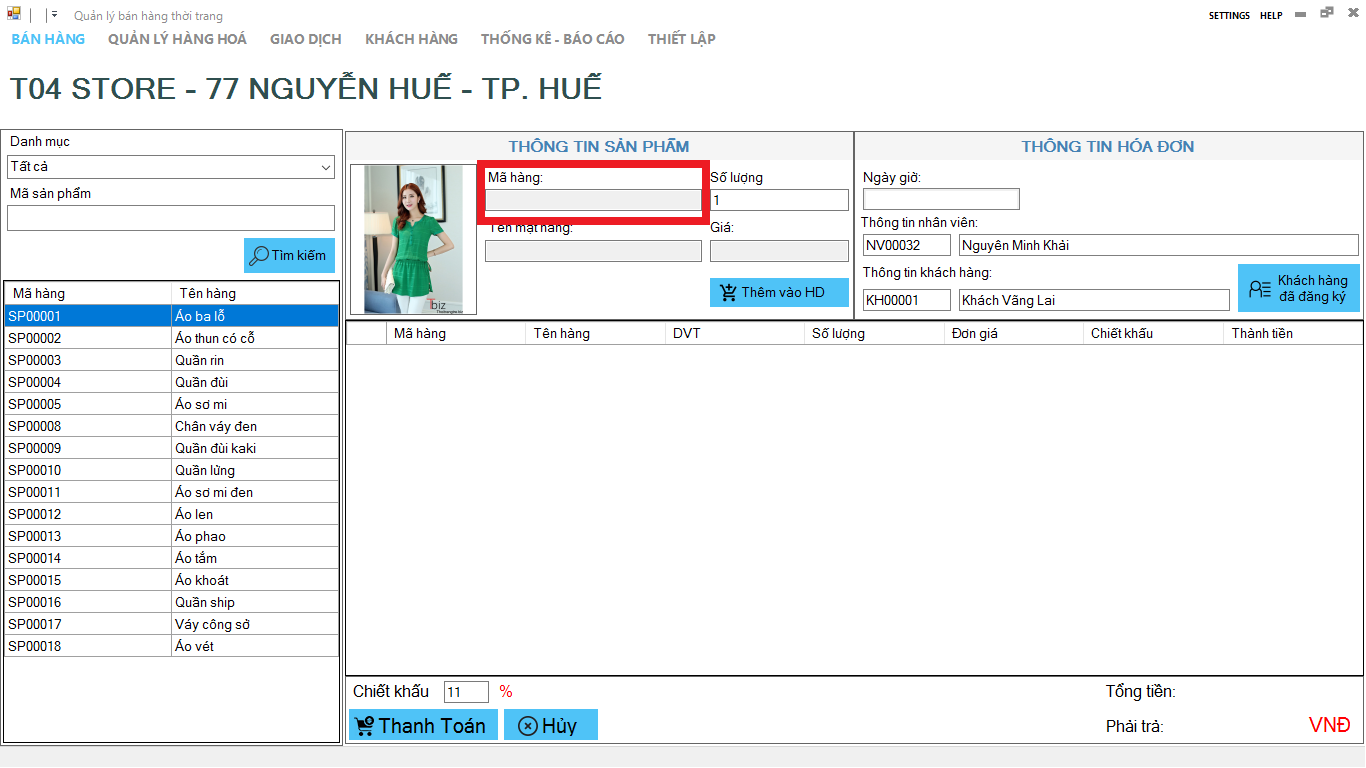 Quản lý bán hàng thời trang
SETTINGS HELP
BÁN HÀNG QUẢN LÝ HÀNG HOÁ GIAO DỊCH KHÁCH HÀNG THỐNG KÊ - BÁO CÁO THIẾT LẬP
T04 STORE - 77 NGUYỄN HUẾ - TP. HUẾ
Danh mục
Tất cả
Mã sản phẩm
Tìm kiếm
Mã hàng Tên hàng
SP00001 Áo ba lỗ
SP00002 Áo thun có cỗ
SP00003 Quần rin
SP00004 Quần đùi
SP00005 Áo sơ mi
SP00008 Chân váy đen
SP00009 Quần đùi kaki
SP00010 Quần lửng
SP00011 Áo sơ mi đen
SP00012 Áo len
SP00013 Áo phao
SP00014 Áo tắm
SP00015 Áo khoát
SP00016 Quần ship
SP00017 Váy công sở
SP00018 Áo vét
THÔNG TIN SẢN PHẨM
Mã hàng:
Số lượng
1
Tên mặt hàng:
Giá:
Thêm vào HD
THÔNG TIN HÓA ĐƠN
Ngày giờ:
Thông tin nhân viên:
NV00032 Nguyên Minh Khải
Thông tin khách hàng:
KH00001 Khách Vãng Lai
Khách hàng
đã đăng ký
Mã hàng Tên hàng DVT Số lượng Đơn giá Chiết khấu Thành tiền
Chiết khấu 11 %
Thanh Toán Hủy
Tổng tiền:
Phải trả: VNĐ